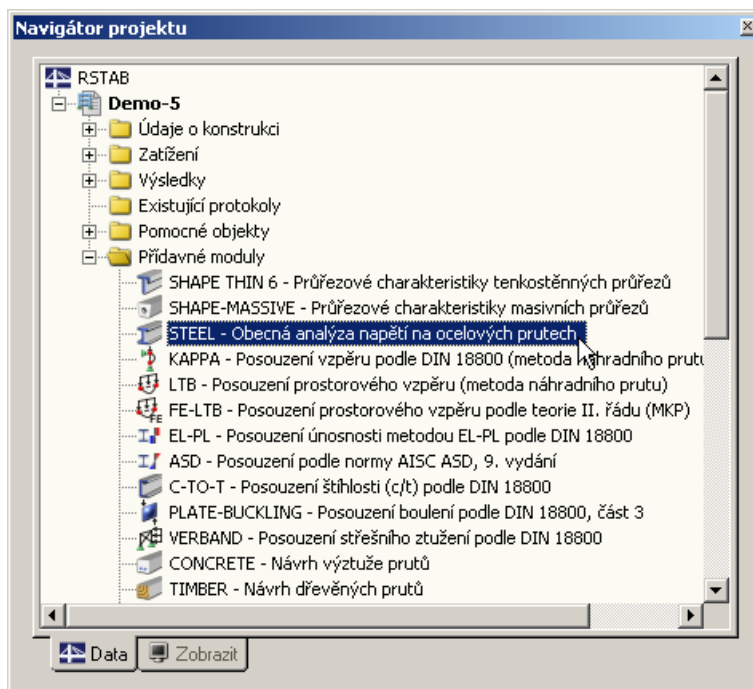 Navigátor projektu
RSTAB
Demo-5
Údaje o konstrukci
Zatížení
Výsledky
Existující protokoly
Pomocné objekty
Přídavné moduly
SHAPE THIN 6 - Průřezové charakteristiky tenkostěnných průřezů
SHAPE-MASSIVE - Průřezové charakteristiky masivních průřezů
STEEL - Obecná analýza napětí na ocelových prutech
KAPPA - Posouzení vzpěru podle DIN 18800 (metoda náhradního prutu
LTB - Posouzení prostorového vzpěru (metoda náhradního prutu)
FE-LTB - Posouzení prostorového vzpěru podle teorie II. řádu (MKP)
EL-PL - Posouzení únosnosti metodou EL-PL podle DIN 18800
ASD - Posouzení podle normy AISC ASD, 9. vydání
C-TO-T - Posouzení štíhlosti (c/t) podle DIN 18800
PLATE-BUCKLING - Posouzení boulení podle DIN 18800, část 3
VERBAND - Posouzení střešního ztužení podle DIN 18800
CONCRETE - Návrh výztuže prutů
TIMBER - Návrh dřevěných prutů
Data Zobrazit